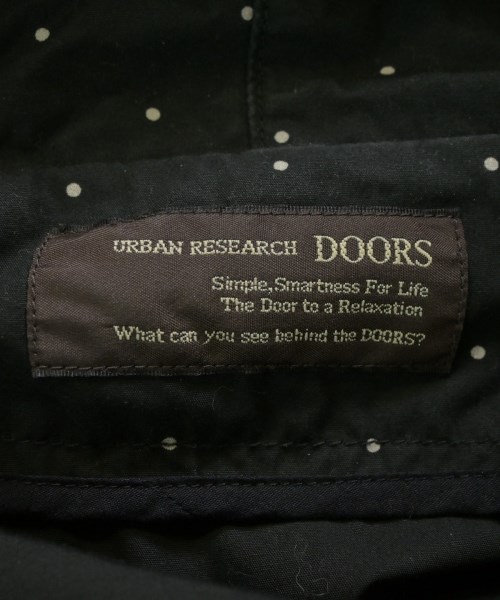 URBAN RESEARCH DOORS
Simple,Smartness For Life
The Door to a Relaxation
What can you see behind the DOORS?